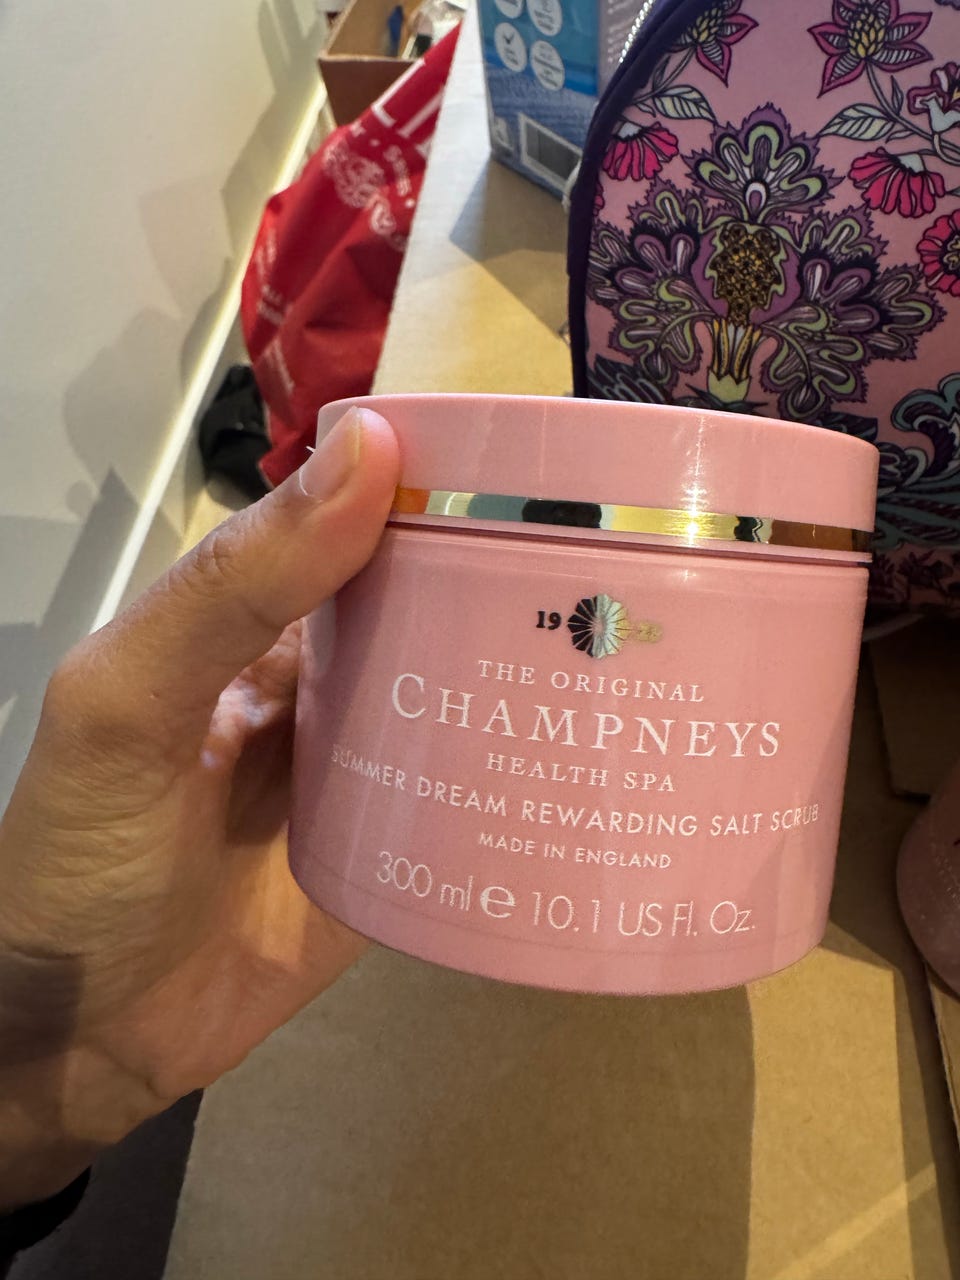 19
THE ORIGINAL
CHAMPNEYS
HEALTH SPA
SUMMER DREAM REWARDING SALT SCRUB
MADE IN ENGLAND
300 ml e 10.1 US Fl. Oz.